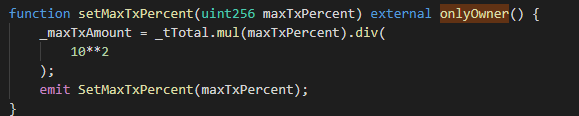 function setMaxTxPercent(uint256 maxTxPercent) external onlyOwner() {
    _maxTxAmount = _tTotal.mul(maxTxPercent).div(
        10**2
    );
    emit SetMaxTxPercent(maxTxPercent);
}